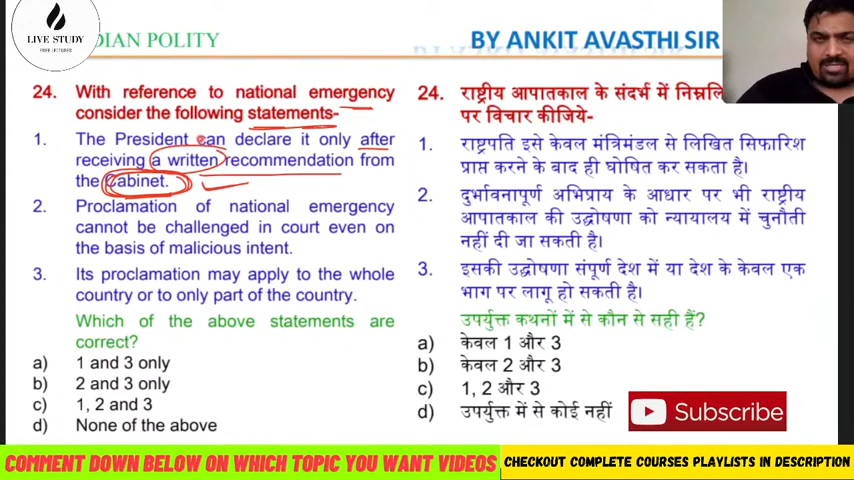 LIVE STUDY
FREE LECTURES
DIAN POLITY
BY ANKIT AVASTHI SIR
24. With reference to national emergency
consider the following statements-
1. The President can declare it only after
receiving a written recommendation from
the Cabinet.
2. Proclamation of national emergency
cannot be challenged in court even on
the basis of malicious intent.
3. Its proclamation may apply to the whole
country or to only part of the country.
Which of the above statements are
correct?
a) 1 and 3 only
b) 2 and 3 only
c) 1, 2 and 3
d) None of the above
24. राष्ट्रीय आपातकाल के संदर्भ में निम्नलि
पर विचार कीजिये-
1. राष्ट्रपति इसे केवल मंत्रिमंडल से लिखित सिफारिश
प्राप्त करने के बाद ही घोषित कर सकता है।
2. दुर्भावनापूर्ण अभिप्राय के आधार पर भी राष्ट्रीय
आपातकाल की उद्घोषणा को न्यायालय में चुनौती
नहीं दी जा सकती है।
3. इसकी उद्घोषणा संपूर्ण देश में या देश के केवल एक
भाग पर लागू हो सकती है।
उपर्युक्त कथनों में से कौन से सही हैं?
a) केवल 1 और 3
b) केवल 2 और 3
c) 1, 2 और 3
d) उपर्युक्त में से कोई नहीं
Subscribe
COMMENT DOWN BELOW ON WHICH TOPIC YOU WANT VIDEOS
CHECKOUT COMPLETE COURSES PLAYLISTS IN DESCRIPTION